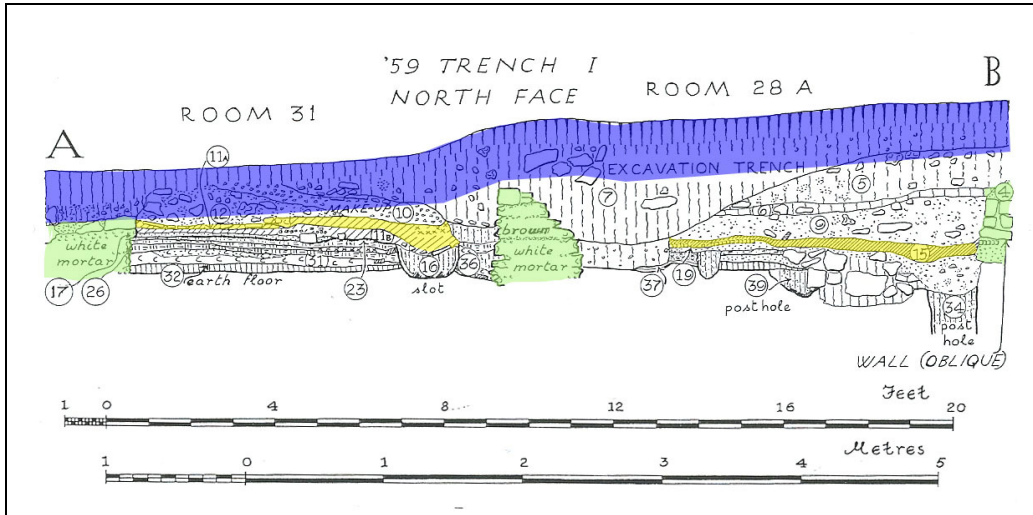 '59 TRENCH I
NORTH FACE
ROOM 31
ROOM 28 A
A
B
11A
EXCAVATION TRENCH
MAKE-UP
10
7
5
6
9
4
white
mortar
brown
white
mortar
31
16
36
15
17
26
32
earth floor
23
slot
37
19
39
post hole
34
post
hole
WALL (OBLIQUE)
Feet
1 0 4 8 12 16 20
Metres
1 0 1 2 3 4 5